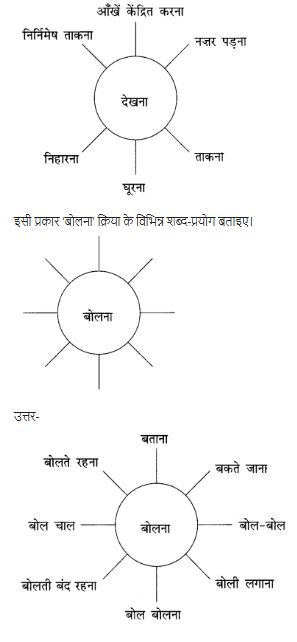 आँखें केंद्रित करना
निर्निमेष ताकना
नज़र पड़ना
देखना
निहारना
ताकना
घूरना
इसी प्रकार 'बोलना' क्रिया के विभिन्न शब्द-प्रयोग बताइए।
बोलना
उत्तर-
बताना
बोलते रहना
बकते जाना
बोल चाल
बोलना
बोल-बोल
बोलती बंद रहना
बोली लगाना
बोल बोलना